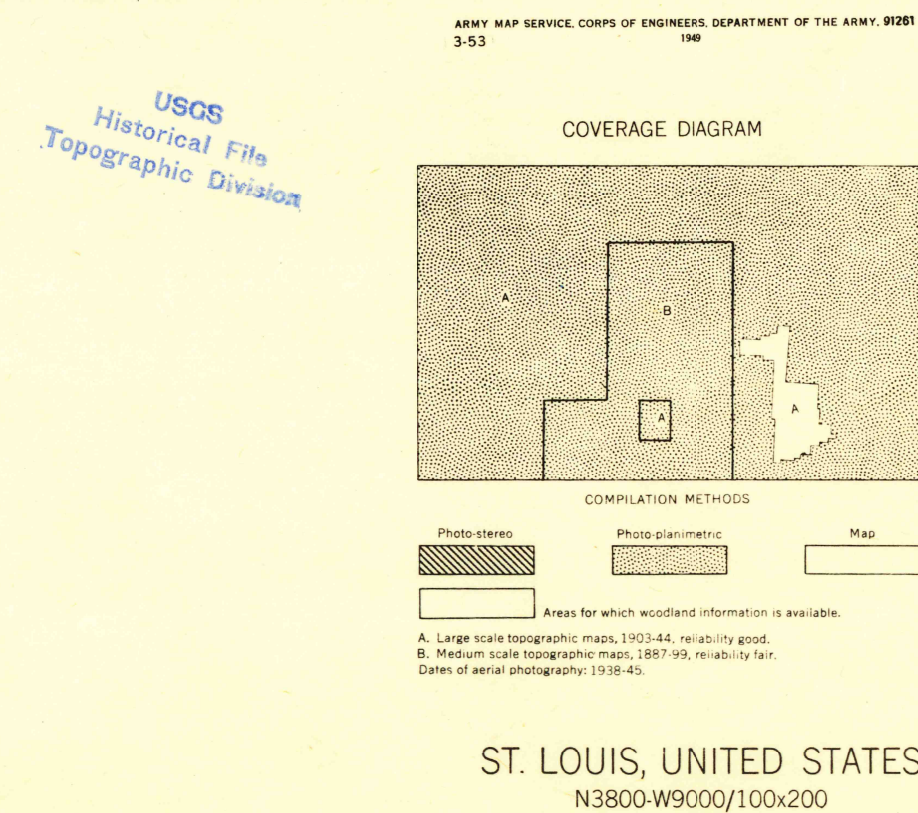 ARMY MAP SERVICE, CORPS OF ENGINEERS, DEPARTMENT OF THE ARMY, 91261
3-53 1949
USGS
Historical File
Topographic Division
COVERAGE DIAGRAM
A
B
A
A
COMPILATION METHODS
Photo-stereo Photo-planimetric Map
Areas for which woodland information is available.
A. Large scale topographic maps, 1903-44, reliability good.
B. Medium scale topographic maps, 1887-99, reliability fair.
Dates of aerial photography: 1938-45.
ST. LOUIS, UNITED STATES
N3800-W9000/100x200